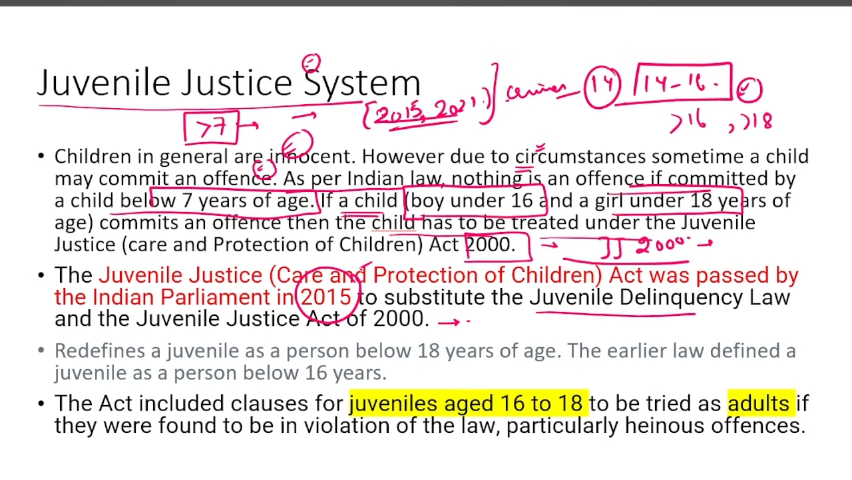 Juvenile Justice System
[2015, 2021.]
14
14-16.
>16 , >18
>7
• Children in general are innocent. However due to circumstances sometime a child
may commit an offence. As per Indian law, nothing is an offence if committed by
a child below 7 years of age. If a child (boy under 16 and a girl under 18 years of
age) commits an offence then the child has to be treated under the Juvenile
Justice (care and Protection of Children) Act 2000.
JJ 2000.
• The Juvenile Justice (Care and Protection of Children) Act was passed by
the Indian Parliament in 2015 to substitute the Juvenile Delinquency Law
and the Juvenile Justice Act of 2000.
• Redefines a juvenile as a person below 18 years of age. The earlier law defined a
juvenile as a person below 16 years.
• The Act included clauses for juveniles aged 16 to 18 to be tried as adults if
they were found to be in violation of the law, particularly heinous offences.